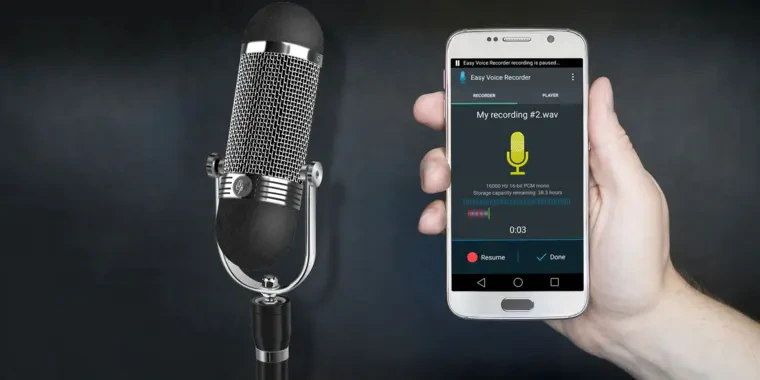 Easy Voice Recorder recording is paused...
Easy Voice Recorder
RECORDER
PLAYER
My recording #2.wav
16000 Hz 16-bit PCM mono
Storage capacity remaining: 38.3 hours
0:03
Resume
Done